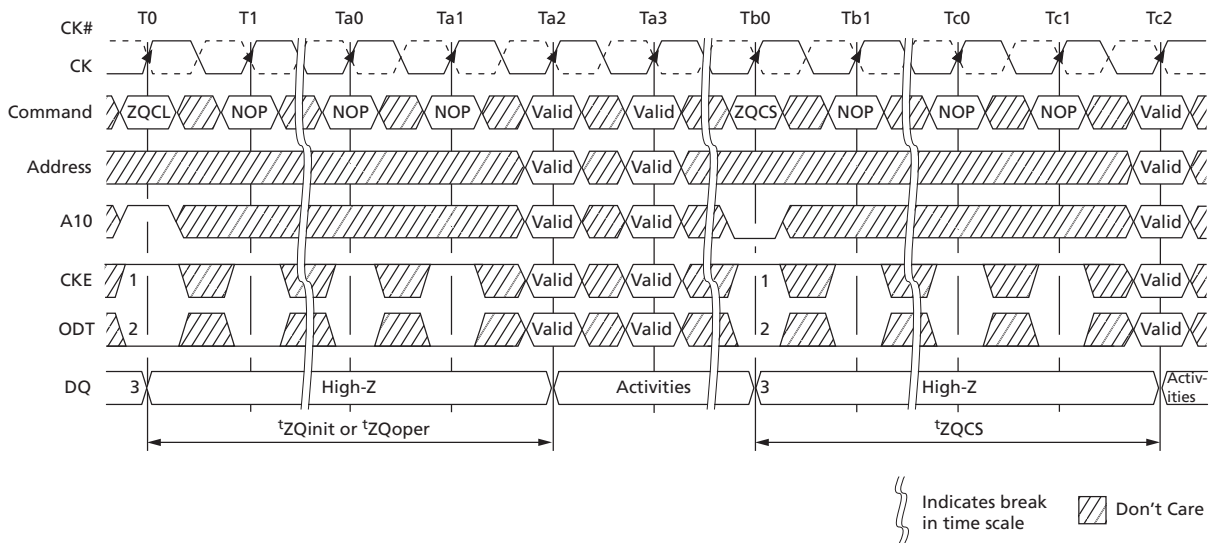 T0 T1 Ta0 Ta1 Ta2 Ta3 Tb0 Tb1 Tc0 Tc1 Tc2
CK#
CK
Command ZQCL NOP NOP NOP Valid Valid ZQCS NOP NOP NOP Valid
Address Valid Valid Valid
A10 Valid Valid Valid
CKE 1 Valid Valid 1 Valid
ODT 2 Valid Valid 2 Valid
DQ 3 High-Z Activities 3 High-Z Activ-
ities
tZQinit or tZQoper tZQCS
Indicates break
in time scale
Don't Care